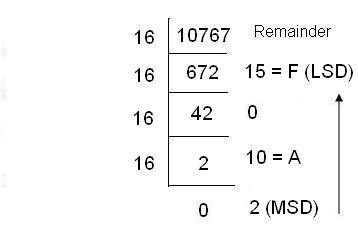 16 10767 Remainder
16 672 15 = F (LSD)
16 42 0
16 2 10 = A
0 2 (MSD)